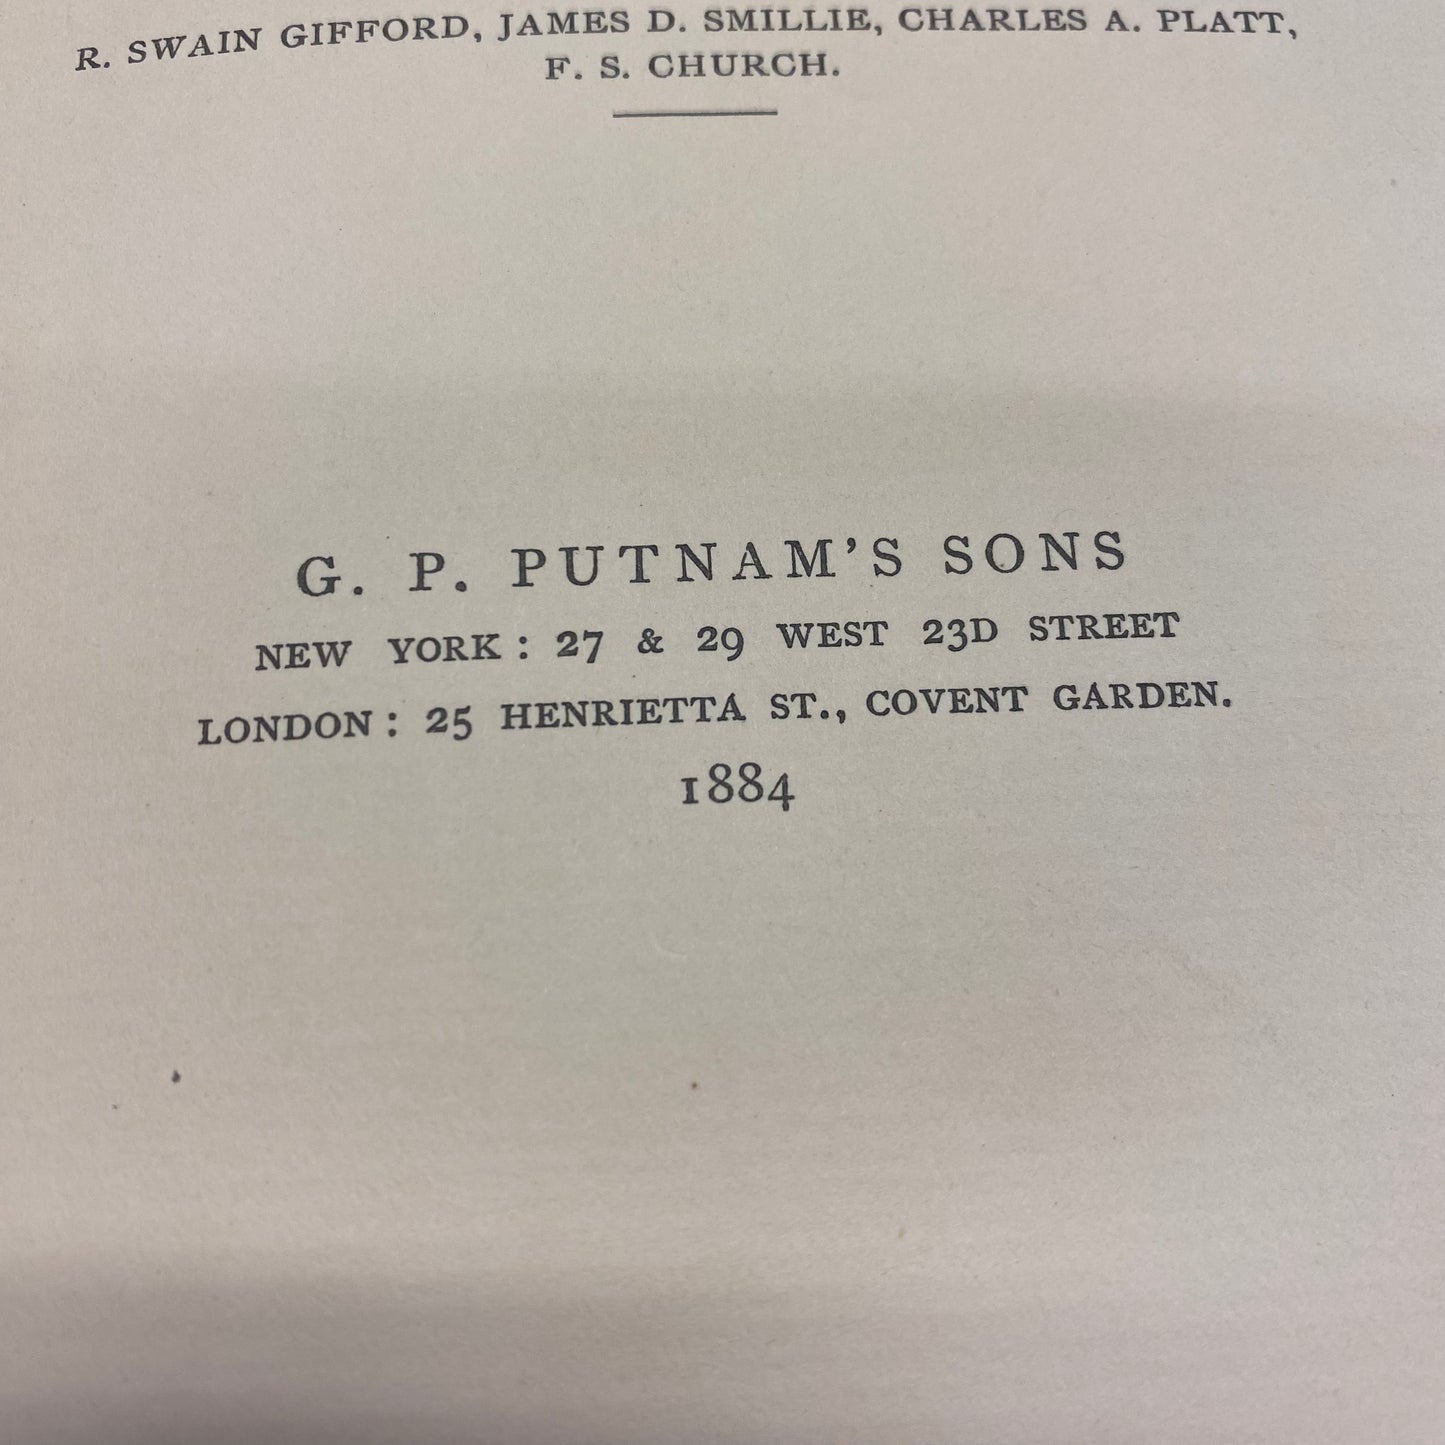 R. SWAIN GIFFORD, JAMES D. SMILLIE, CHARLES A. PLATT,
F. S. CHURCH.
G. P. PUTNAM'S SONS
NEW YORK : 27 & 29 WEST 23D STREET
LONDON : 25 HENRIETTA ST., COVENT GARDEN.
1884